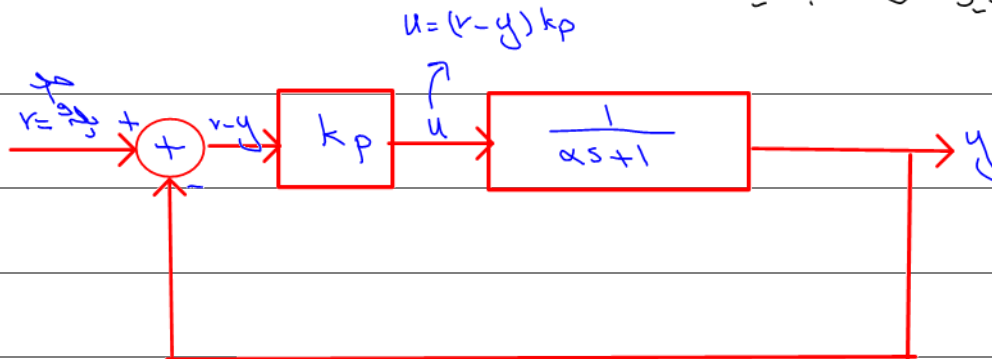 u=(r-y)kp
r=
+
+
-
r-y
kp
u
1
αs+1
y